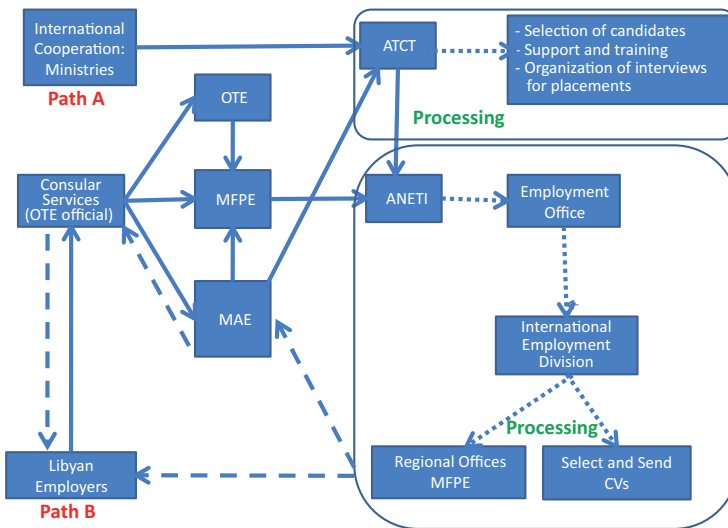 International
Cooperation:
Ministries
Path A
ATCT
- Selection of candidates
- Support and training
- Organization of interviews
for placements
Processing
OTE
Consular
Services
(OTE official)
MFPE
ANETI
Employment
Office
MAE
International
Employment
Division
Processing
Libyan
Employers
Path B
Regional Offices
MFPE
Select and Send
CVs